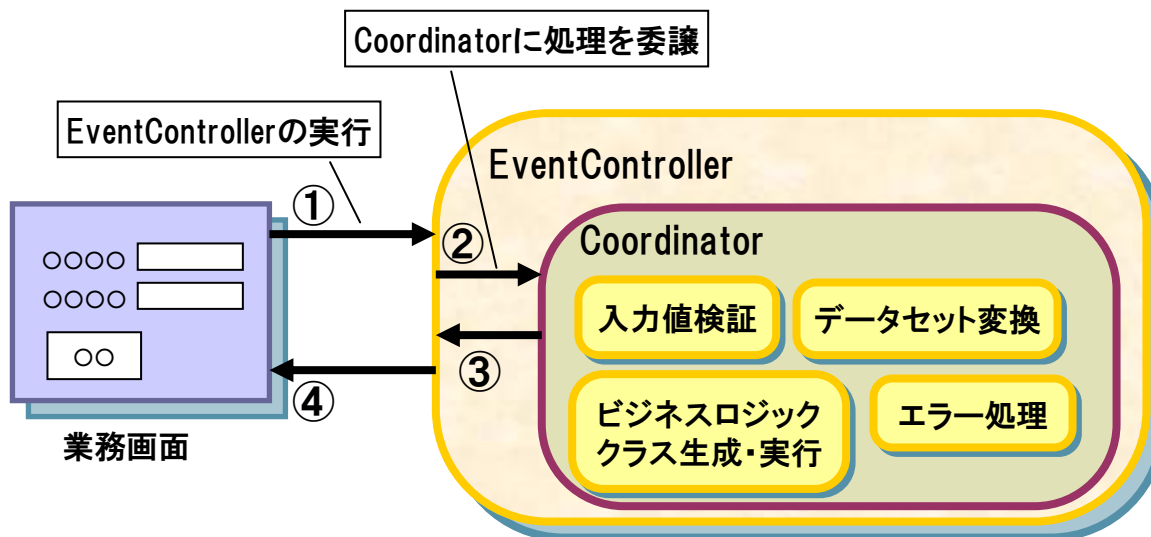 Coordinatorに処理を委譲
EventControllerの実行
EventController
①
②
Coordinator
○○○○
○○○○
入力値検証
データセット変換
○○
③
④
ビジネスロジック
クラス生成・実行
エラー処理
業務画面